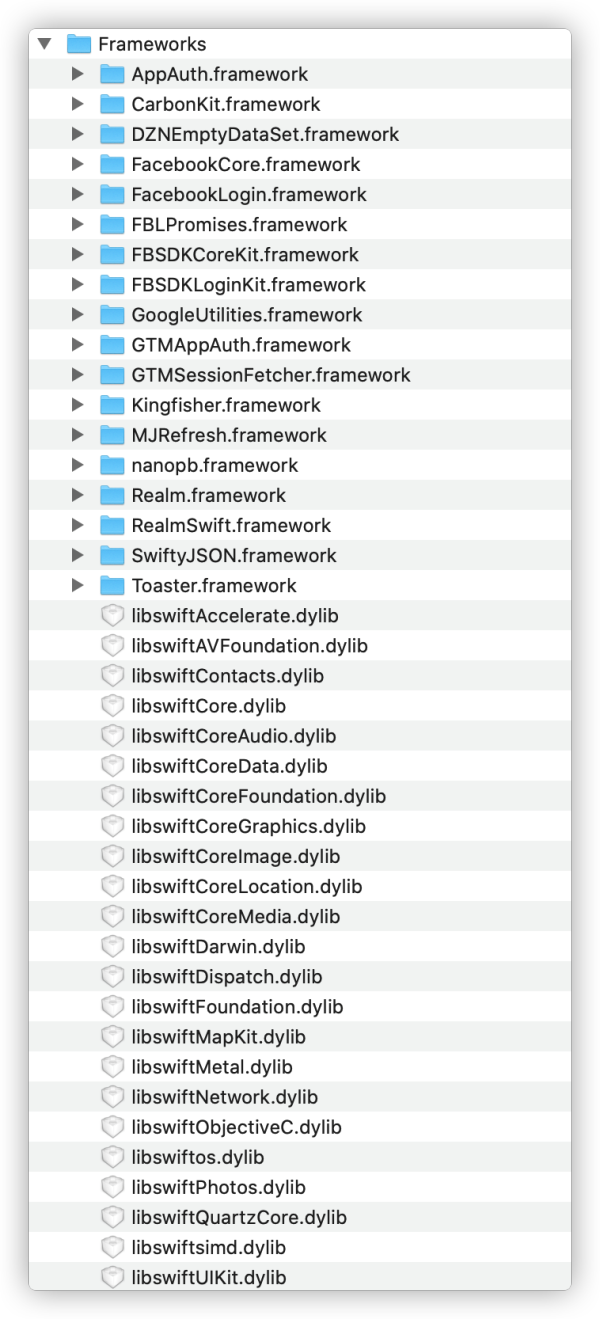 Frameworks
AppAuth.framework
CarbonKit.framework
DZNEmptyDataSet.framework
FacebookCore.framework
FacebookLogin.framework
FBLPromises.framework
FBSDKCoreKit.framework
FBSDKLoginKit.framework
GoogleUtilities.framework
GTMAppAuth.framework
GTMSessionFetcher.framework
Kingfisher.framework
MJRefresh.framework
nanopb.framework
Realm.framework
RealmSwift.framework
SwiftyJSON.framework
Toaster.framework
libswiftAccelerate.dylib
libswiftAVFoundation.dylib
libswiftContacts.dylib
libswiftCore.dylib
libswiftCoreAudio.dylib
libswiftCoreData.dylib
libswiftCoreFoundation.dylib
libswiftCoreGraphics.dylib
libswiftCoreImage.dylib
libswiftCoreLocation.dylib
libswiftCoreMedia.dylib
libswiftDarwin.dylib
libswiftDispatch.dylib
libswiftFoundation.dylib
libswiftMapKit.dylib
libswiftMetal.dylib
libswiftNetwork.dylib
libswiftObjectiveC.dylib
libswiftos.dylib
libswiftPhotos.dylib
libswiftQuartzCore.dylib
libswiftsimd.dylib
libswiftUIKit.dylib